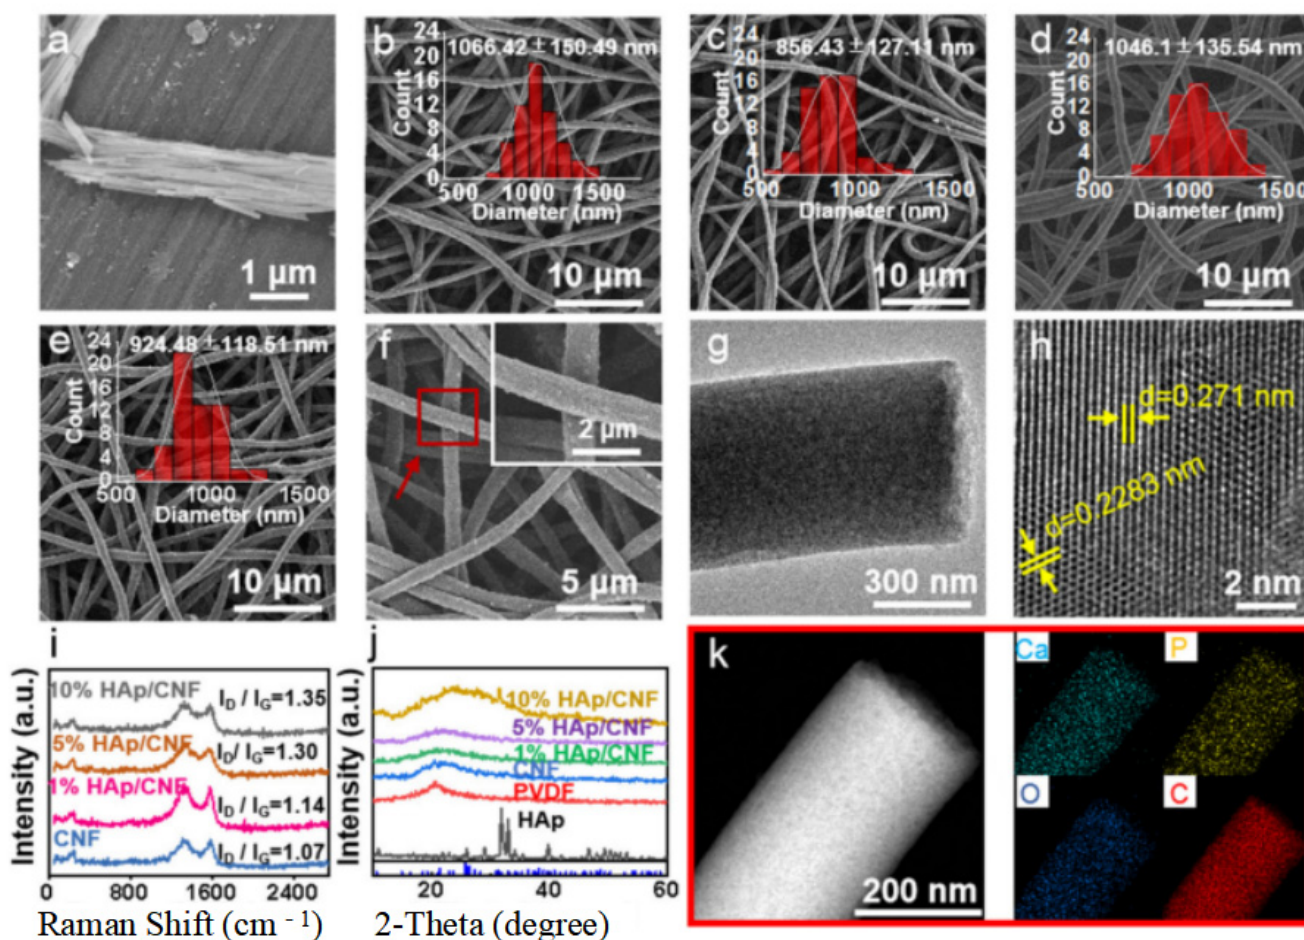 a
1 μm
b
1066.42 ± 150.49 nm
24
20
16
12
8
4
0
Count
500 1000 1500
Diameter (nm)
10 μm
c
856.43 ± 127.11 nm
24
20
16
12
8
4
0
Count
500 1000 1500
Diameter (nm)
10 μm
d
1046.1 ± 135.54 nm
24
20
16
12
8
4
0
Count
500 1000 1500
Diameter (nm)
10 μm
e
924.48 ± 118.51 nm
24
20
16
12
8
4
0
Count
500 1000 1500
Diameter (nm)
10 μm
f
2 μm
5 μm
g
300 nm
h
d=0.271 nm
d=0.2283 nm
2 nm
i
Intensity (a.u.)
10% HAp/CNF
I_D / I_G=1.35
5% HAp/CNF
I_D/ I_G=1.30
1% HAp/CNF
I_D / I_G=1.14
CNF
I_D / I_G=1.07
0 800 1600 2400
Raman Shift (cm⁻¹)
j
Intensity (a.u.)
10% HAp/CNF
5% HAp/CNF
1% HAp/CNF
CNF
PVDF
HAp
20 40 60
2-Theta (degree)
k
200 nm
Ca
P
O
C